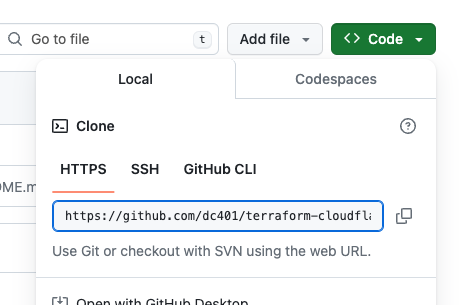 Go to file t Add file Code
Local Codespaces
Clone
OME.m
HTTPS SSH GitHub CLI
https://github.com/dc401/terraform-cloudfla
Use Git or checkout with SVN using the web URL.
Open with GitHub Desktop